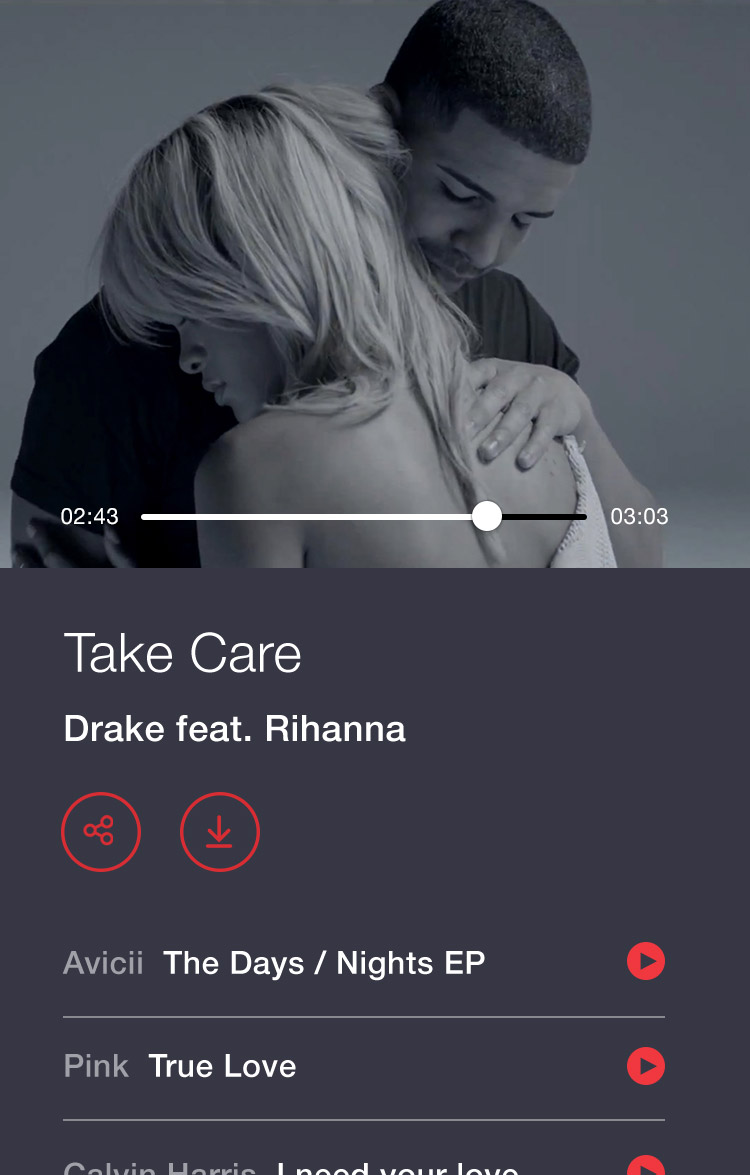 02:43 03:03
Take Care
Drake feat. Rihanna
Avicii The Days / Nights EP
Pink True Love
Calvin Harris I need your love